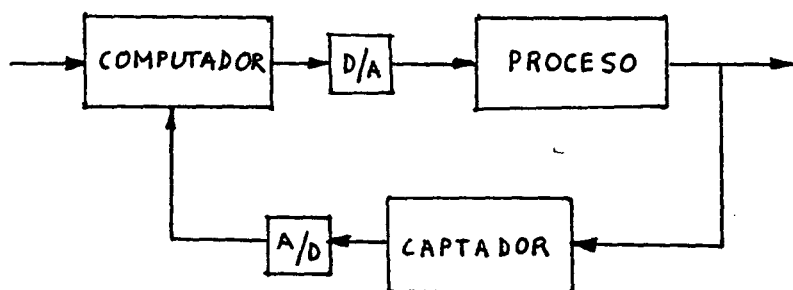 COMPUTADOR
D/A
PROCESO
A/D
CAPTADOR